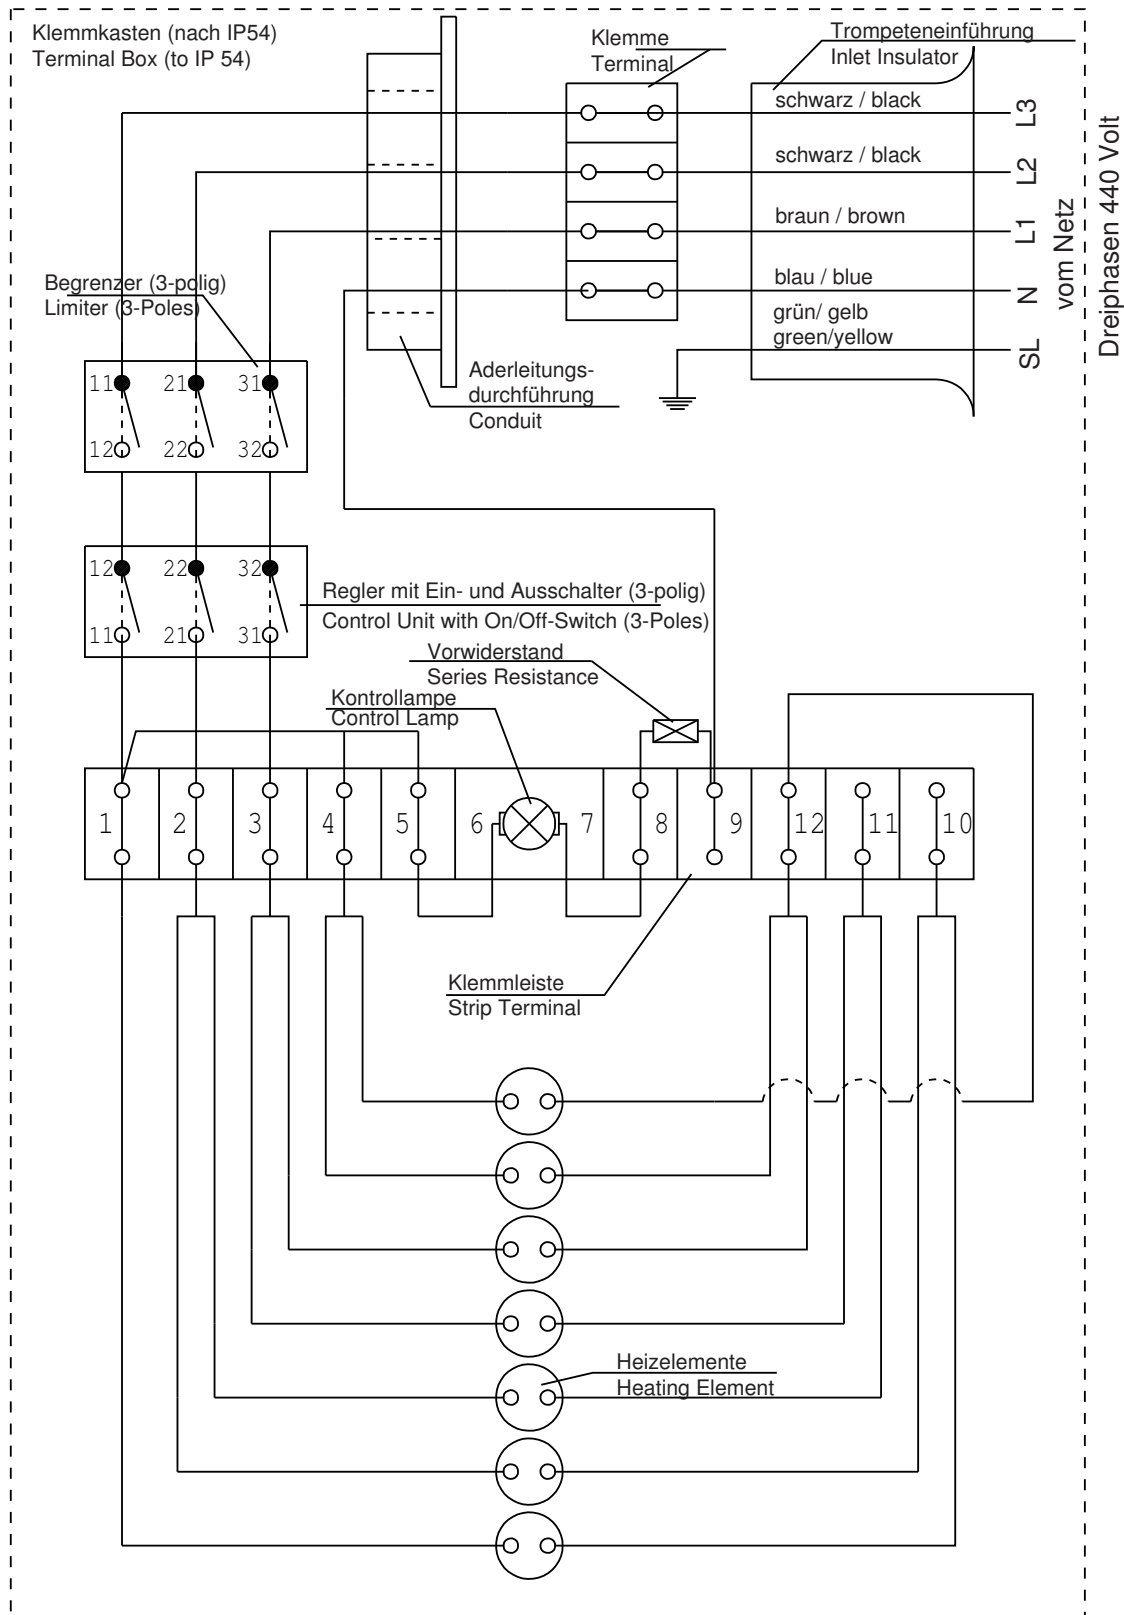 Klemmkasten (nach IP54)
Terminal Box (to IP 54)
Klemme
Terminal
Trompeteneinführung
Inlet Insulator
schwarz / black
L3
schwarz / black
L2
braun / brown
L1
blau / blue
N
grün/ gelb
green/yellow
SL
vom Netz
Dreiphasen 440 Volt
Begrenzer (3-polig)
Limiter (3-Poles)
Aderleitungs-
durchführung
Conduit
11 21 31
12 22 32
12 22 32
11 21 31
Regler mit Ein- und Ausschalter (3-polig)
Control Unit with On/Off-Switch (3-Poles)
Vorwiderstand
Series Resistance
Kontrollampe
Control Lamp
1 2 3 4 5 6 7 8 9 12 11 10
Klemmleiste
Strip Terminal
Heizelemente
Heating Element